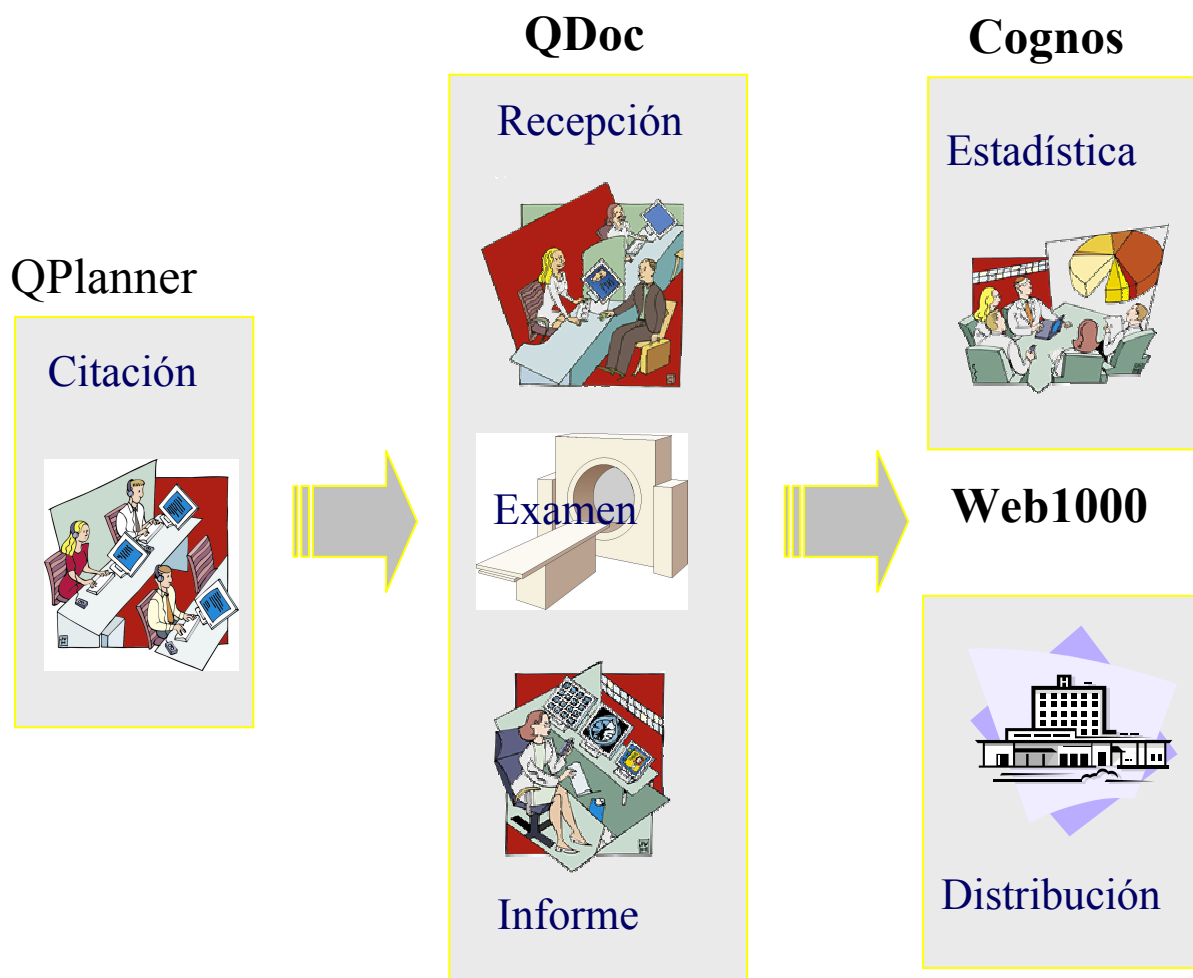 QPlanner
Citación
QDoc
Recepción
Examen
Informe
Cognos
Estadística
Web1000
Distribución